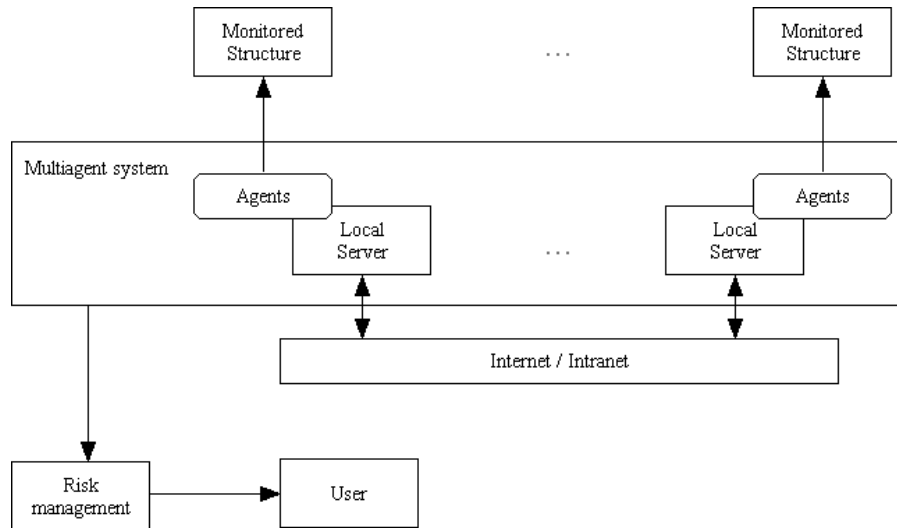 Monitored
Structure
...
Monitored
Structure
Multiagent system
Agents
Agents
Local
Server
...
Local
Server
Internet / Intranet
Risk
management
User